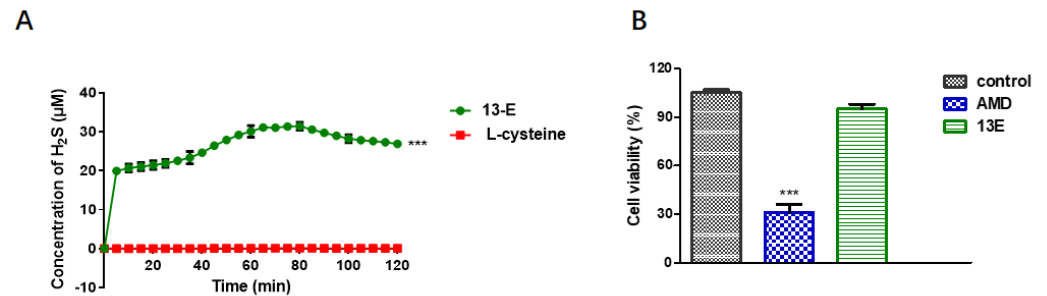 A
Concentration of H₂S (μM)
40
30
20
10
0
-10
20 40 60 80 100 120
Time (min)
***
13-E
L-cysteine
B
Cell viability (%)
120
90
60
30
0
***
control
AMD
13E